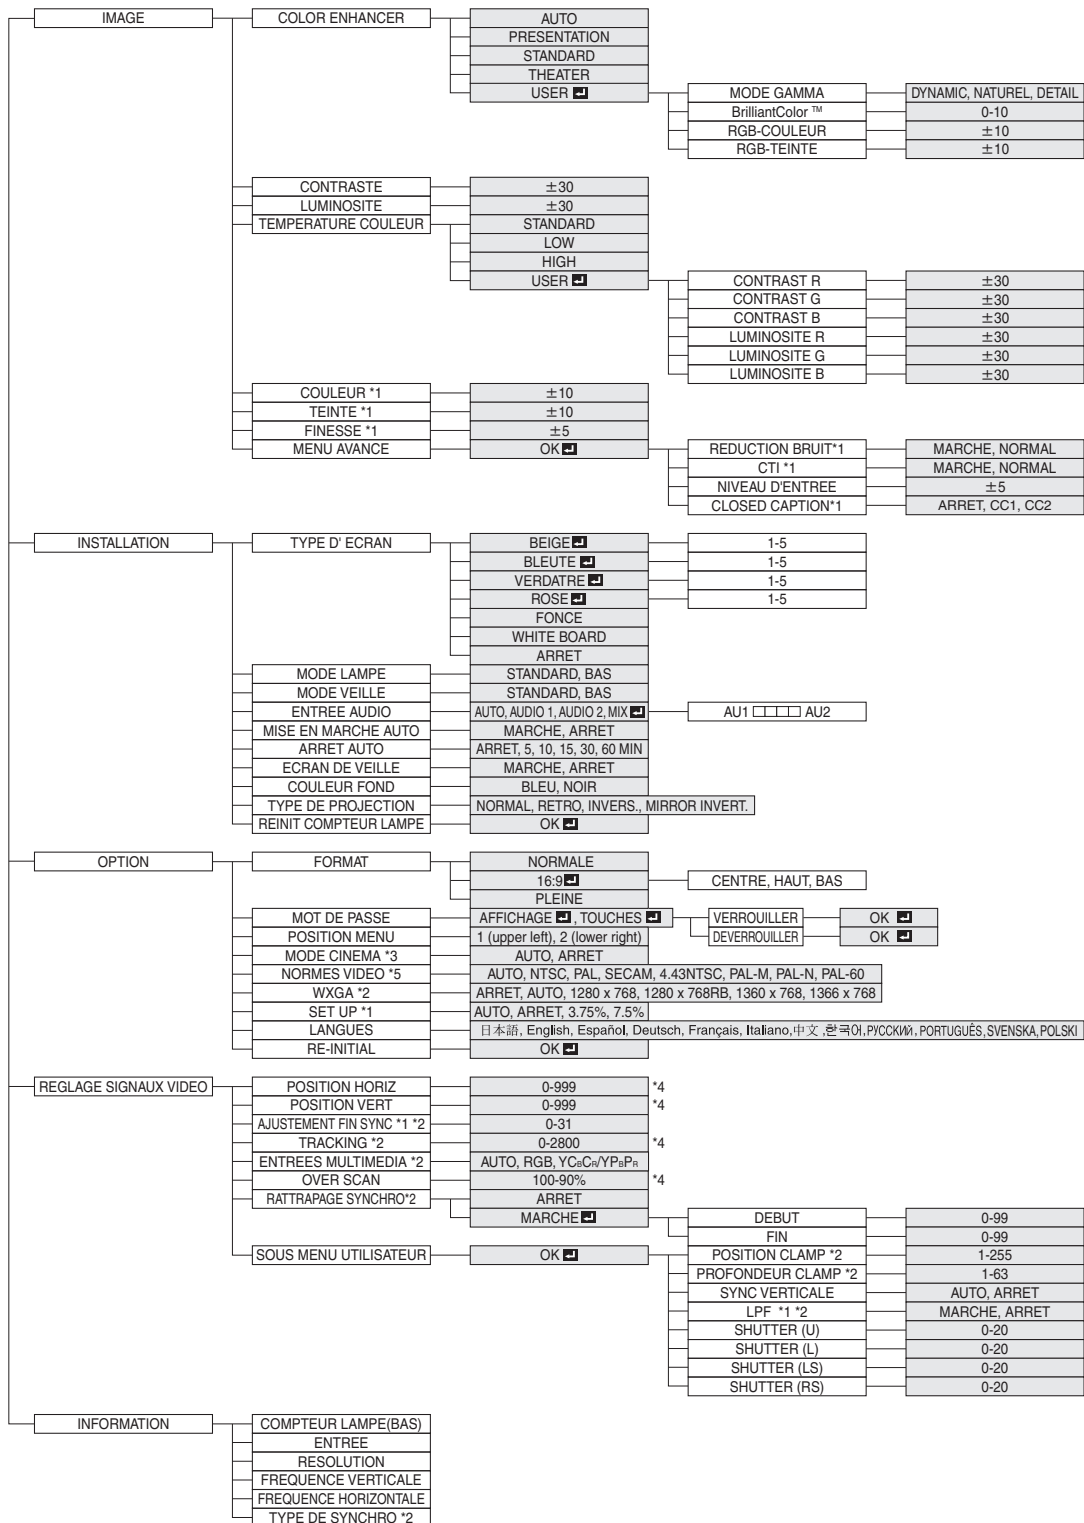 IMAGE COLOR ENHANCER AUTO
PRESENTATION
STANDARD
THEATER
USER
MODE GAMMA DYNAMIC, NATUREL, DETAIL
BrilliantColor ™ 0-10
RGB-COULEUR ±10
RGB-TEINTE ±10
CONTRASTE ±30
LUMINOSITE ±30
TEMPERATURE COULEUR STANDARD
LOW
HIGH
USER
CONTRAST R ±30
CONTRAST G ±30
CONTRAST B ±30
LUMINOSITE R ±30
LUMINOSITE G ±30
LUMINOSITE B ±30
COULEUR *1 ±10
TEINTE *1 ±10
FINESSE *1 ±5
MENU AVANCE OK
REDUCTION BRUIT*1 MARCHE, NORMAL
CTI *1 MARCHE, NORMAL
NIVEAU D'ENTREE ±5
CLOSED CAPTION*1 ARRET, CC1, CC2
INSTALLATION TYPE D' ECRAN BEIGE 1-5
BLEUTE 1-5
VERDATRE 1-5
ROSE 1-5
FONCE
WHITE BOARD
ARRET
MODE LAMPE STANDARD, BAS
MODE VEILLE STANDARD, BAS
ENTREE AUDIO AUTO, AUDIO 1, AUDIO 2, MIX AU1 AU2
MISE EN MARCHE AUTO MARCHE, ARRET
ARRET AUTO ARRET, 5, 10, 15, 30, 60 MIN
ECRAN DE VEILLE MARCHE, ARRET
COULEUR FOND BLEU, NOIR
TYPE DE PROJECTION NORMAL, RETRO, INVERS., MIRROR INVERT.
REINIT COMPTEUR LAMPE OK
OPTION FORMAT NORMALE
16:9 CENTRE, HAUT, BAS
PLEINE
MOT DE PASSE AFFICHAGE , TOUCHES VERROUILLER OK
DEVERROUILLER OK
POSITION MENU 1 (upper left), 2 (lower right)
MODE CINEMA *3 AUTO, ARRET
NORMES VIDEO *5 AUTO, NTSC, PAL, SECAM, 4.43NTSC, PAL-M, PAL-N, PAL-60
WXGA *2 ARRET, AUTO, 1280 x 768, 1280 x 768RB, 1360 x 768, 1366 x 768
SET UP *1 AUTO, ARRET, 3.75%, 7.5%
LANGUES 日本語, English, Español, Deutsch, Français, Italiano,中文 ,한국어,РУССКИЙ, PORTUGUÊS, SVENSKA, POLSKI
RE-INITIAL OK
REGLAGE SIGNAUX VIDEO POSITION HORIZ 0-999 *4
POSITION VERT 0-999 *4
AJUSTEMENT FIN SYNC *1 *2 0-31
TRACKING *2 0-2800 *4
ENTREES MULTIMEDIA *2 AUTO, RGB, YCBCR/YPBPR
OVER SCAN 100-90% *4
RATTRAPAGE SYNCHRO*2 ARRET
MARCHE DEBUT 0-99
FIN 0-99
SOUS MENU UTILISATEUR OK POSITION CLAMP *2 1-255
PROFONDEUR CLAMP *2 1-63
SYNC VERTICALE AUTO, ARRET
LPF *1 *2 MARCHE, ARRET
SHUTTER (U) 0-20
SHUTTER (L) 0-20
SHUTTER (LS) 0-20
SHUTTER (RS) 0-20
INFORMATION COMPTEUR LAMPE(BAS)
ENTREE
RESOLUTION
FREQUENCE VERTICALE
FREQUENCE HORIZONTALE
TYPE DE SYNCHRO *2